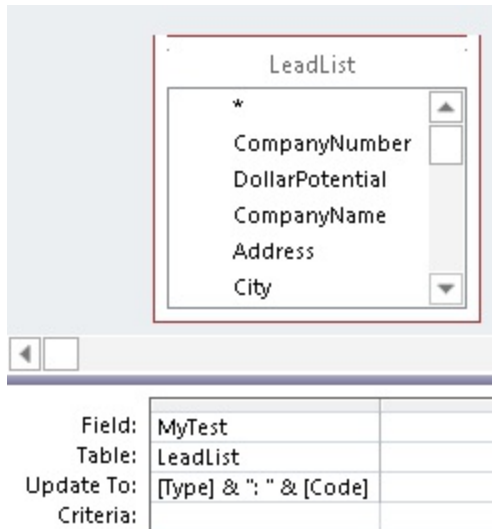 LeadList
*
CompanyNumber
DollarPotential
CompanyName
Address
City
Field: MyTest
Table: LeadList
Update To: [Type] & ": " & [Code]
Criteria: